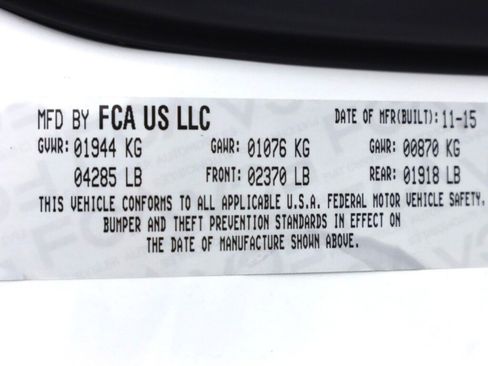 MFD BY FCA US LLC DATE OF MFR(BUILT): 11-15
GVWR: 01944 KG GAWR: 01076 KG GAWR: 00870 KG
04285 LB FRONT: 02370 LB REAR: 01918 LB
THIS VEHICLE CONFORMS TO ALL APPLICABLE U.S.A. FEDERAL MOTOR VEHICLE SAFETY,
BUMPER AND THEFT PREVENTION STANDARDS IN EFFECT ON
THE DATE OF MANUFACTURE SHOWN ABOVE.